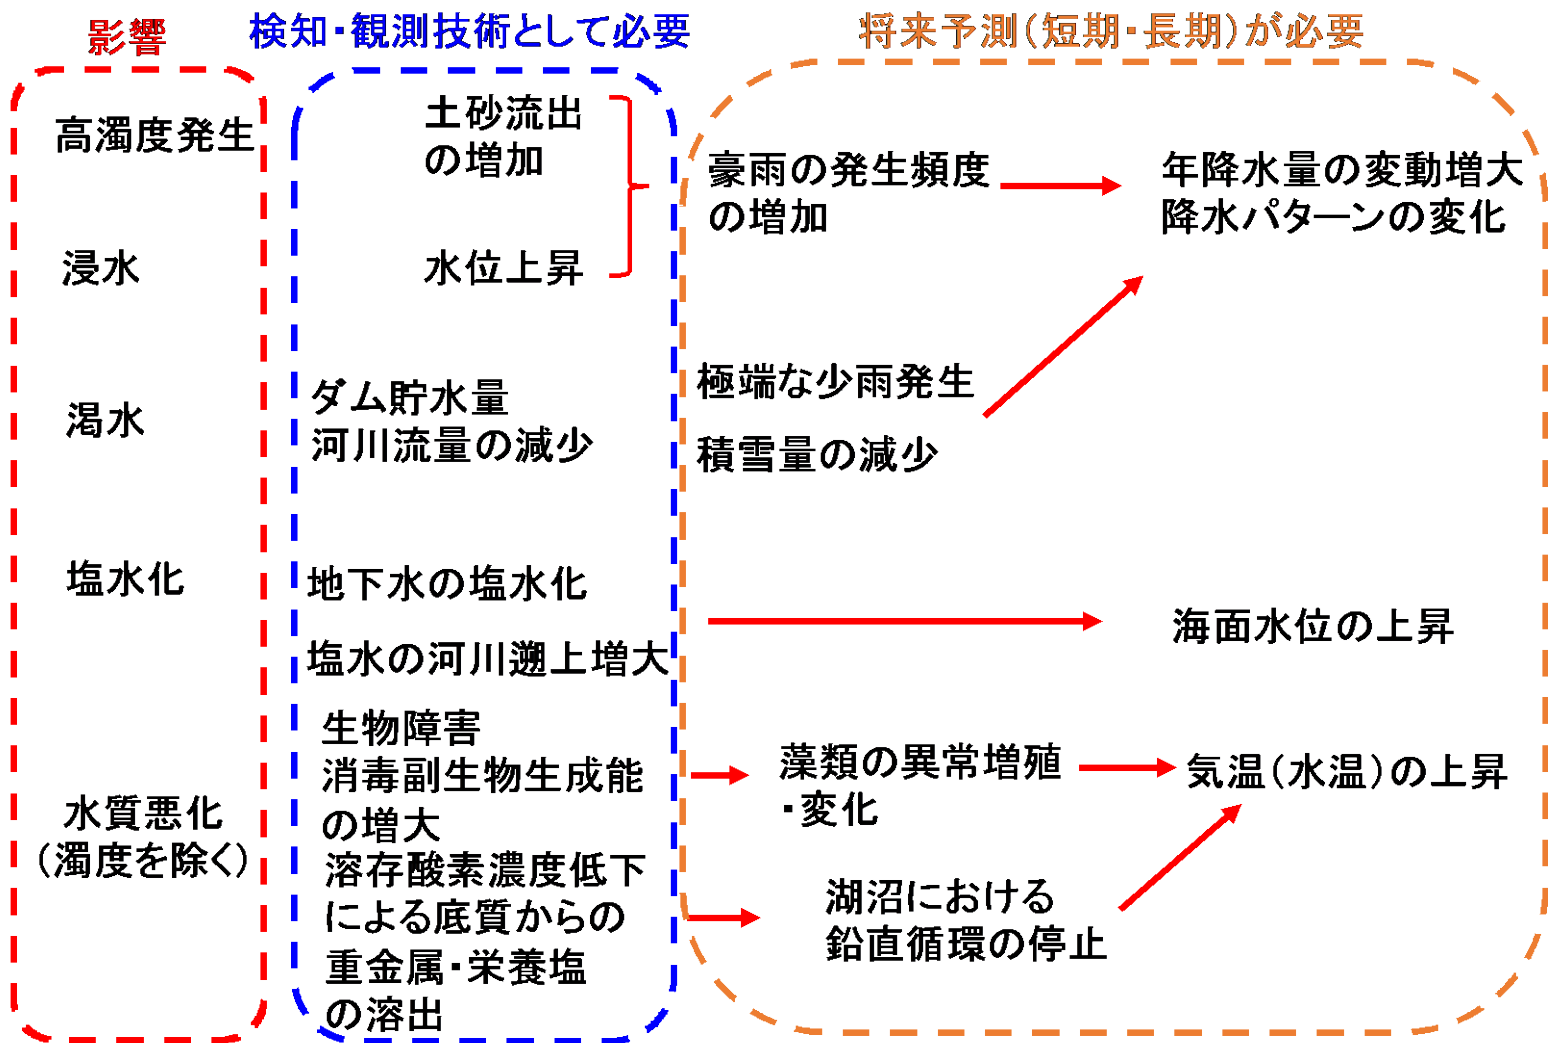 影響
検知・観測技術として必要
将来予測(短期・長期)が必要
高濁度発生
浸水
渇水
塩水化
水質悪化
(濁度を除く)
土砂流出
の増加
水位上昇
ダム貯水量
河川流量の減少
地下水の塩水化
塩水の河川遡上増大
生物障害
消毒副生物生成能
の増大
溶存酸素濃度低下
による底質からの
重金属・栄養塩
の溶出
豪雨の発生頻度
の増加
極端な少雨発生
積雪量の減少
藻類の異常増殖
・変化
湖沼における
鉛直循環の停止
年降水量の変動増大
降水パターンの変化
海面水位の上昇
気温(水温)の上昇